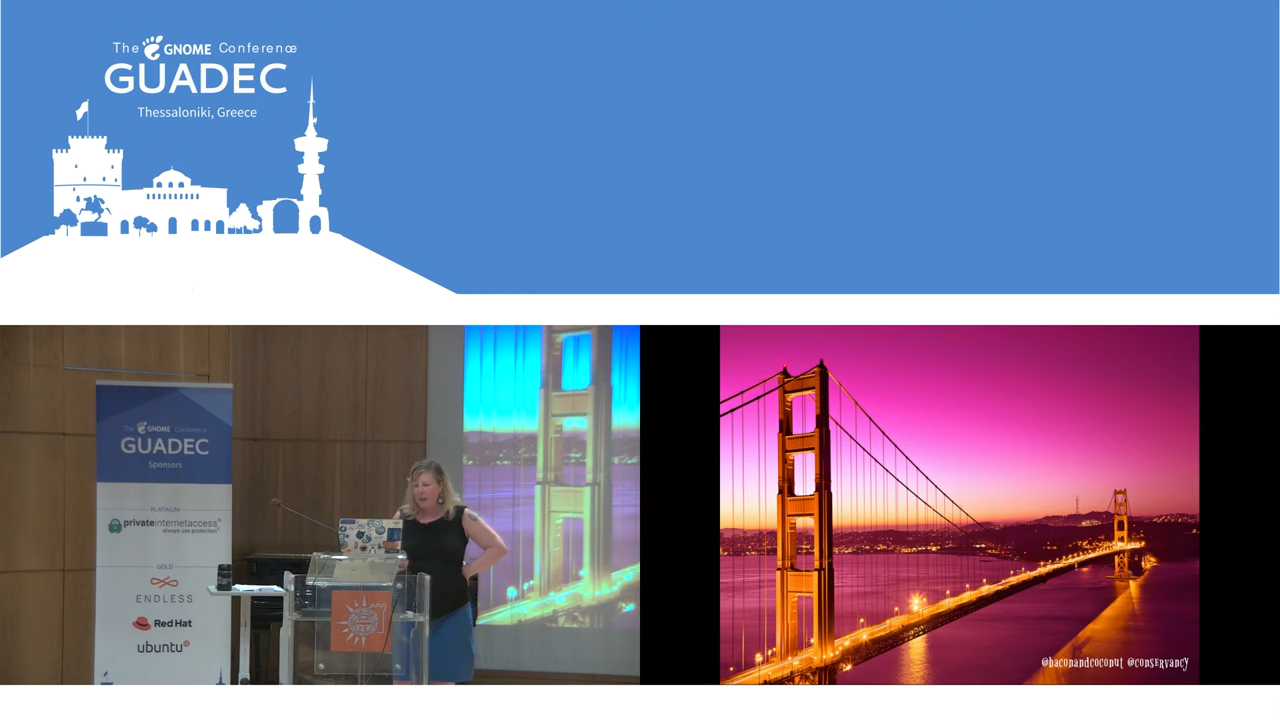 The GNOME Conference
GUADEC
Thessaloniki, Greece
The GNOME Conference
GUADEC
Sponsors
PLATINUM
privateinternetaccess®
always use protection®
GOLD
ENDLESS
Red Hat
ubuntu
@baconandcoconut @conservancy